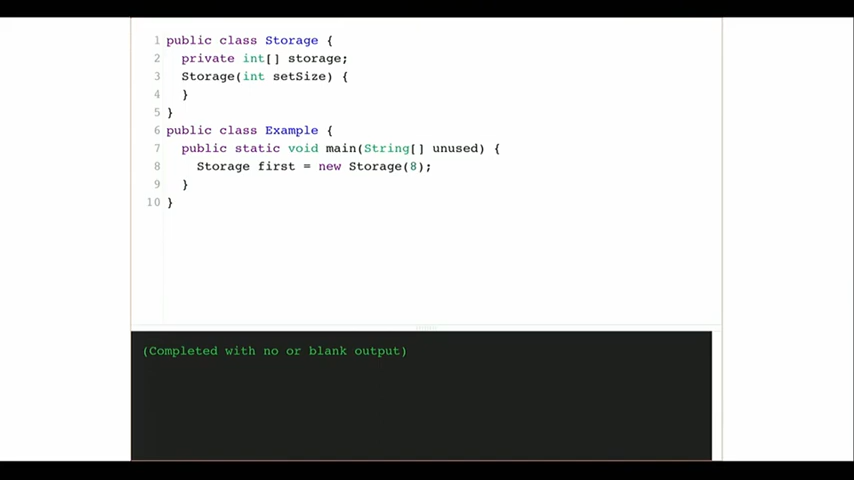 1 public class Storage {
2   private int[] storage;
3   Storage(int setSize) {
4   }
5 }
6 public class Example {
7   public static void main(String[] unused) {
8     Storage first = new Storage(8);
9   }
10 }
(Completed with no or blank output)